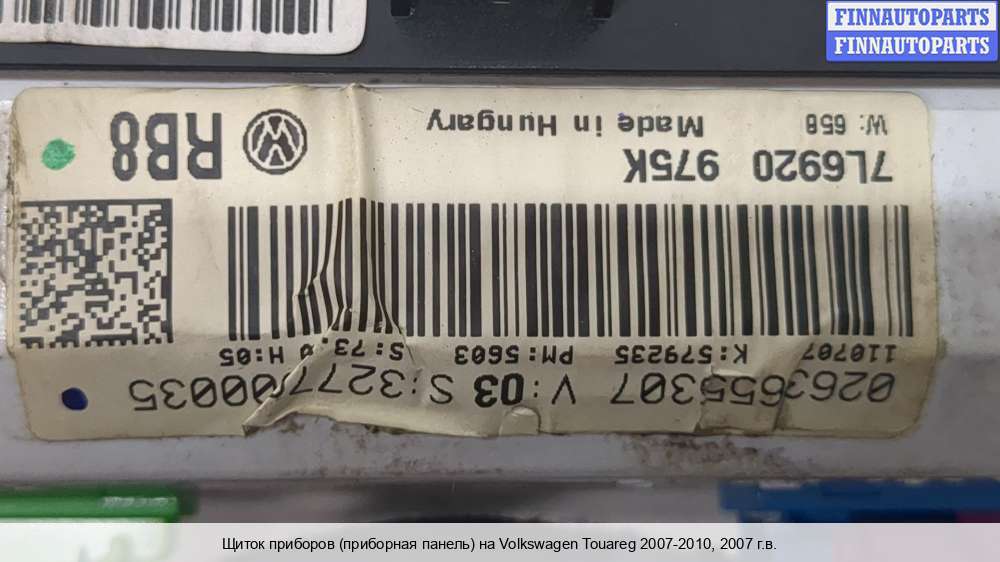 FINNAUTOPARTS
FINNAUTOPARTS
0263655307 V:03 S:3277700035
110707 K:579235 PM:5603 S:73.0 H:05
7L6920 975K RB8
W: 658 Made in Hungary
Щиток приборов (приборная панель) на Volkswagen Touareg 2007-2010, 2007 г.в.